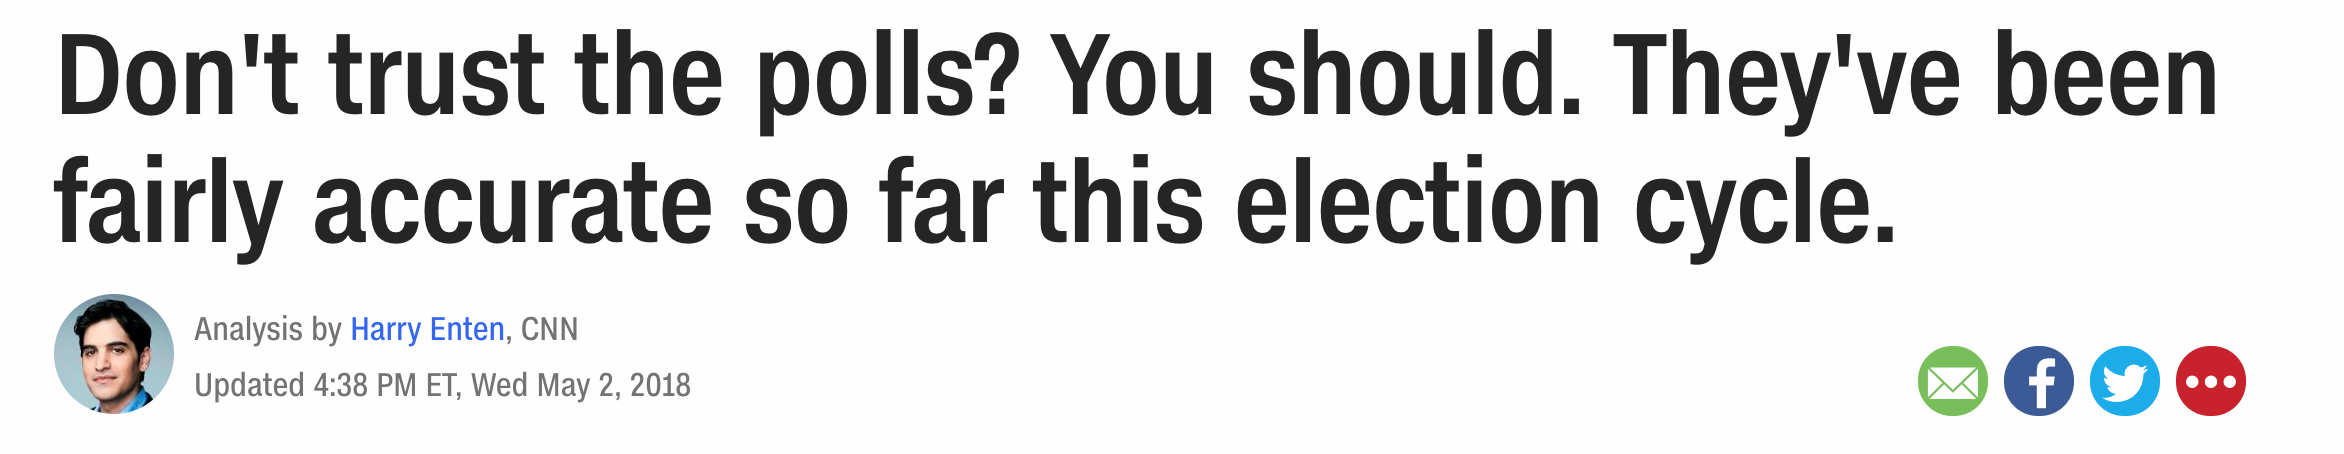 Don't trust the polls? You should. They've been
fairly accurate so far this election cycle.
Analysis by Harry Enten, CNN
Updated 4:38 PM ET, Wed May 2, 2018